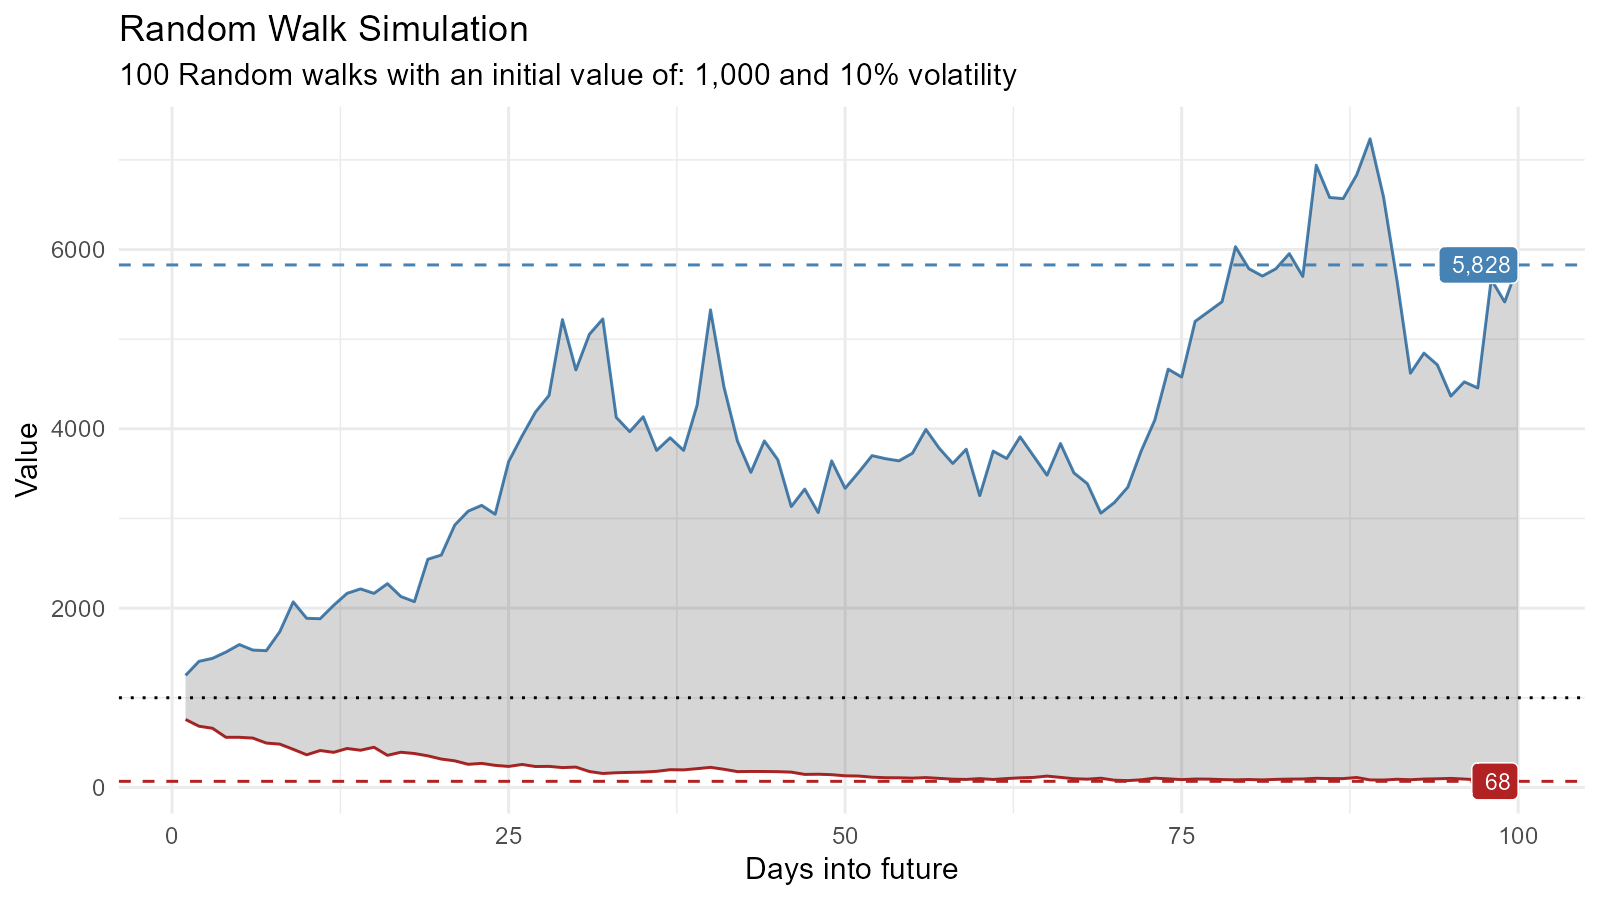 Random Walk Simulation
100 Random walks with an initial value of: 1,000 and 10% volatility
Value
6000
4000
2000
0
5,828
68
0 25 50 75 100
Days into future